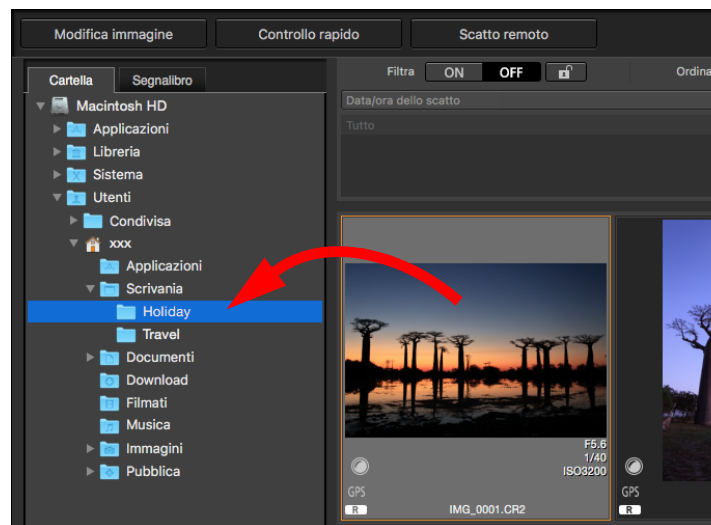 Modifica immagine
Controllo rapido
Scatto remoto
Cartella
Segnalibro
Macintosh HD
Applicazioni
Libreria
Sistema
Utenti
Condivisa
xxx
Applicazioni
Scrivania
Holiday
Travel
Documenti
Download
Filmati
Musica
Immagini
Pubblica
Filtra
ON
OFF
Ordina
Data/ora dello scatto
Tutto
F5.6
1/40
ISO3200
GPS
R
IMG_0001.CR2
GPS
R